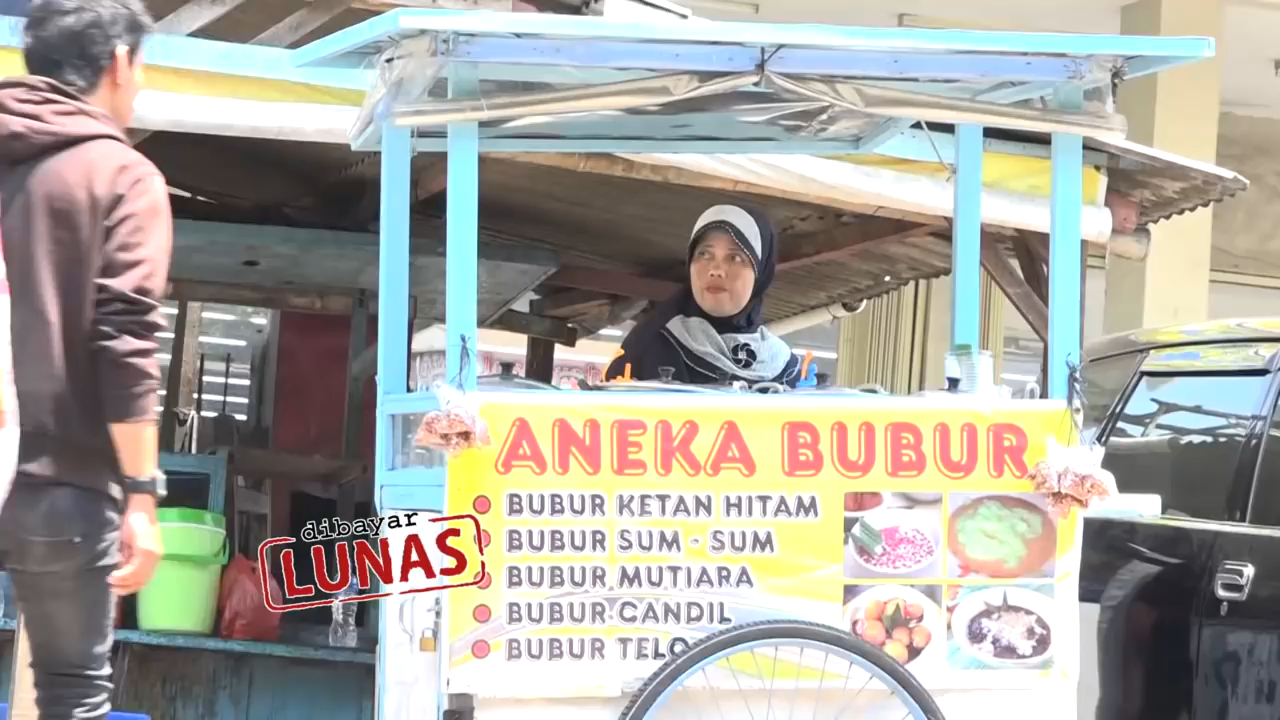 ANEKA BUBUR
BUBUR KETAN HITAM
BUBUR SUM - SUM
BUBUR MUTIARA
BUBUR CANDIL
BUBUR TELO
dibayar
LUNAS